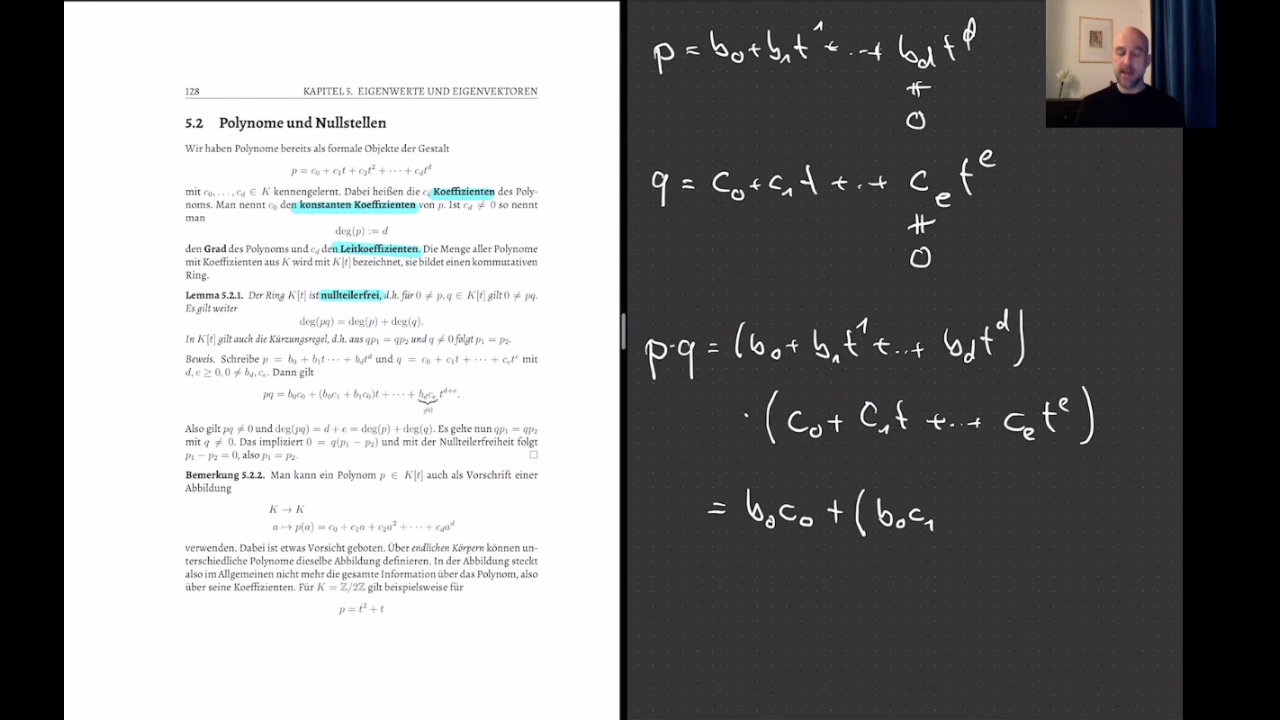 128 KAPITEL 5. EIGENWERTE UND EIGENVEKTOREN
5.2 Polynome und Nullstellen
Wir haben Polynome bereits als formale Objekte der Gestalt
p = c₀ + c₁t + c₂t² + ··· + c_d t^d
mit c₀, . . . , c_d ∈ K kennengelernt. Dabei heißen die cᵢ Koeffizienten des Poly-
noms. Man nennt c₀ den konstanten Koeffizienten von p. Ist c_d ≠ 0 so nennt
man
deg(p) := d
den Grad des Polynoms und c_d den Leitkoeffizienten. Die Menge aller Polynome
mit Koeffizienten aus K wird mit K[t] bezeichnet, sie bildet einen kommutativen
Ring.
Lemma 5.2.1. Der Ring K[t] ist nullteilerfrei, d.h. für 0 ≠ p, q ∈ K[t] gilt 0 ≠ pq.
Es gilt weiter
deg(pq) = deg(p) + deg(q).
In K[t] gilt auch die Kürzungsregel, d.h. aus qp₁ = qp₂ und q ≠ 0 folgt p₁ = p₂.
Beweis. Schreibe p = b₀ + b₁t ··· + b_d t^d und q = c₀ + c₁t + ··· + c_e t^e mit
d, e ≥ 0, 0 ≠ b_d, c_e. Dann gilt
pq = b₀c₀ + (b₀c₁ + b₁c₀)t + ··· + b_d c_e t^{d+e}.
≠0
Also gilt pq ≠ 0 und deg(pq) = d + e = deg(p) + deg(q). Es gelte nun qp₁ = qp₂
mit q ≠ 0. Das impliziert 0 = q(p₁ − p₂) und mit der Nullteilerfreiheit folgt
p₁ − p₂ = 0, also p₁ = p₂. □
Bemerkung 5.2.2. Man kann ein Polynom p ∈ K[t] auch als Vorschrift einer
Abbildung
K → K
a ↦ p(a) = c₀ + c₁a + c₂a² + ··· + c_d a^d
verwenden. Dabei ist etwas Vorsicht geboten. Über endlichen Körpern können un-
terschiedliche Polynome dieselbe Abbildung definieren. In der Abbildung steckt
also im Allgemeinen nicht mehr die gesamte Information über das Polynom, also
über seine Koeffizienten. Für K = ℤ/2ℤ gilt beispielsweise für
p = t² + t
p = b₀ + b₁t¹ + ... + b_d t^d
≠
0
q = c₀ + c₁t + ... + c_e t^e
≠
0
p·q = (b₀ + b₁t¹ + ... + b_d t^d)
· (c₀ + c₁t + ... + c_e t^e)
= b₀c₀ + (b₀c₁